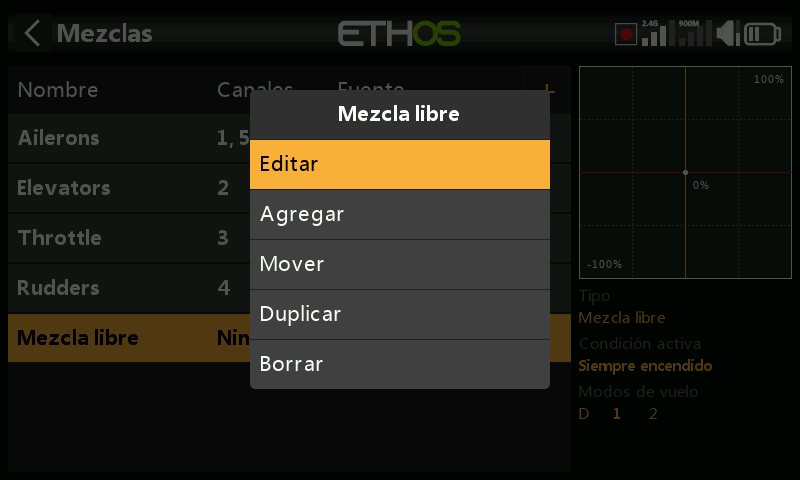 Mezclas
ETHOS
2.4G
900M
Nombre Canales Fuente +
Ailerons 1, 5
Elevators 2
Throttle 3
Rudders 4
Mezcla libre Nin
Mezcla libre
Editar
Agregar
Mover
Duplicar
Borrar
100%
0%
-100%
Tipo
Mezcla libre
Condición activa
Siempre encendido
Modos de vuelo
D 1 2